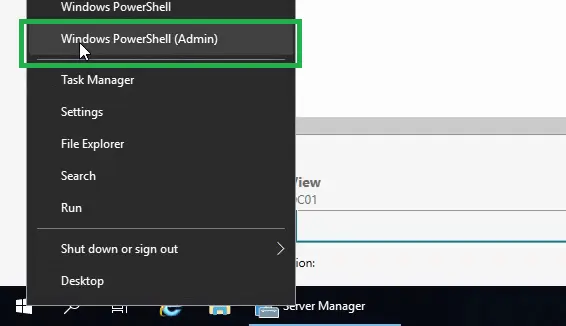 Windows PowerShell
Windows PowerShell (Admin)
Task Manager
Settings
File Explorer
View
Search
DC01
Run
Shut down or sign out
ion:
Desktop
Server Manager